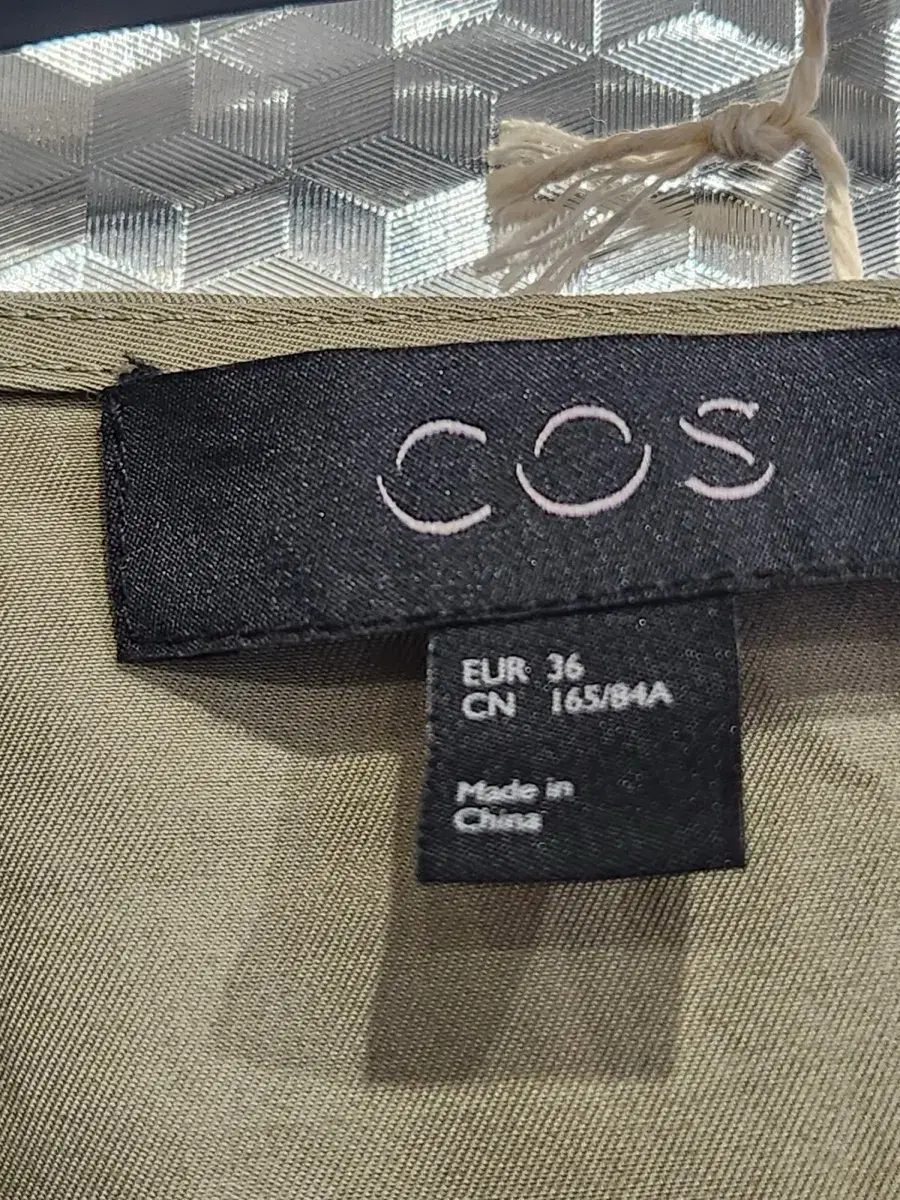 COS
EUR 36
CN 165/84A
Made in
China